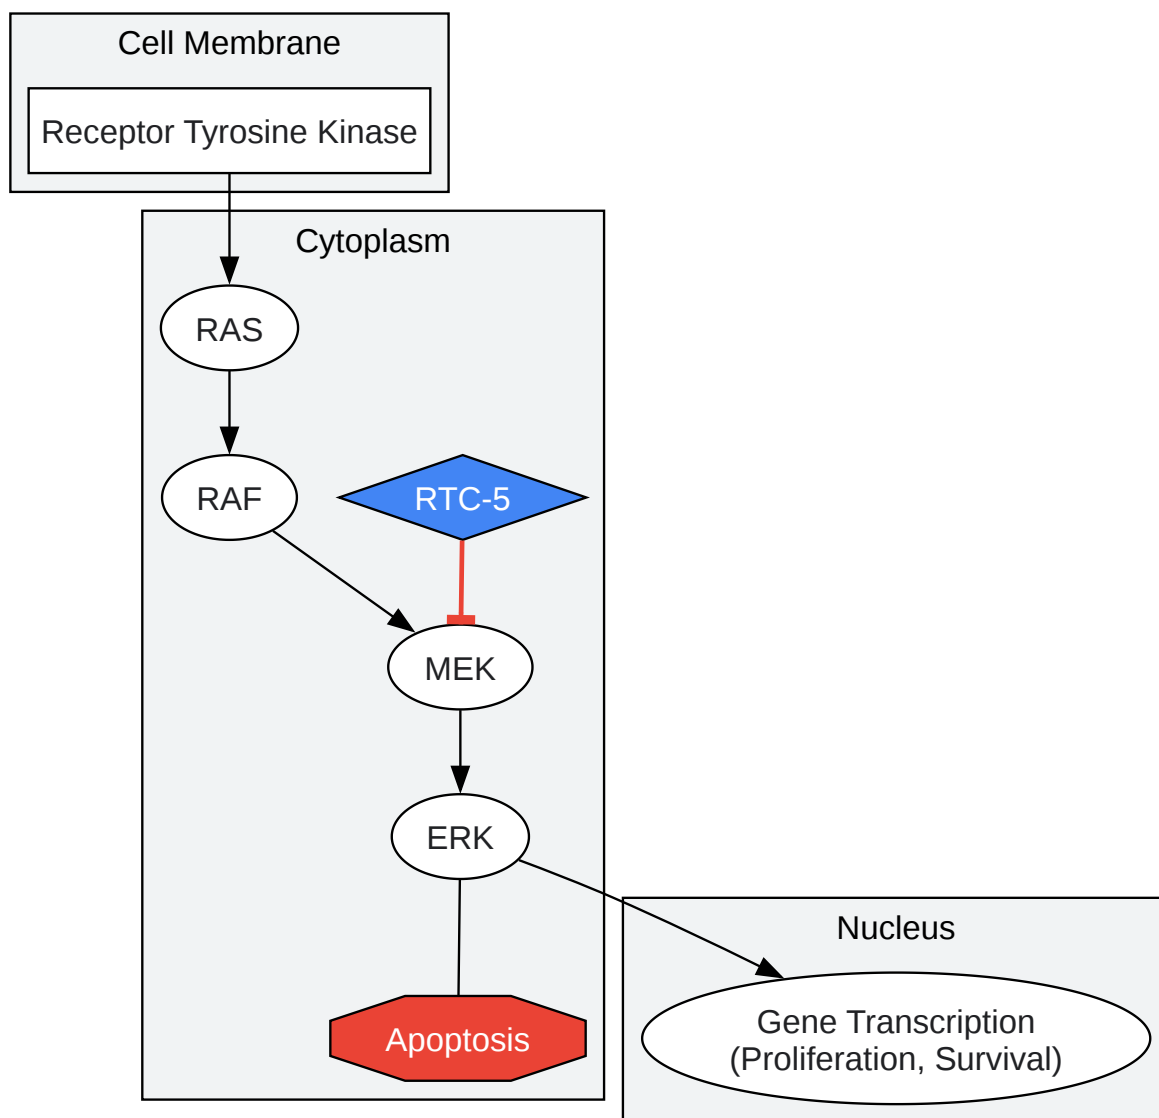 Cell Membrane
Receptor Tyrosine Kinase
Cytoplasm
RAS
RAF
RTC-5
MEK
ERK
Apoptosis
Nucleus
Gene Transcription
(Proliferation, Survival)